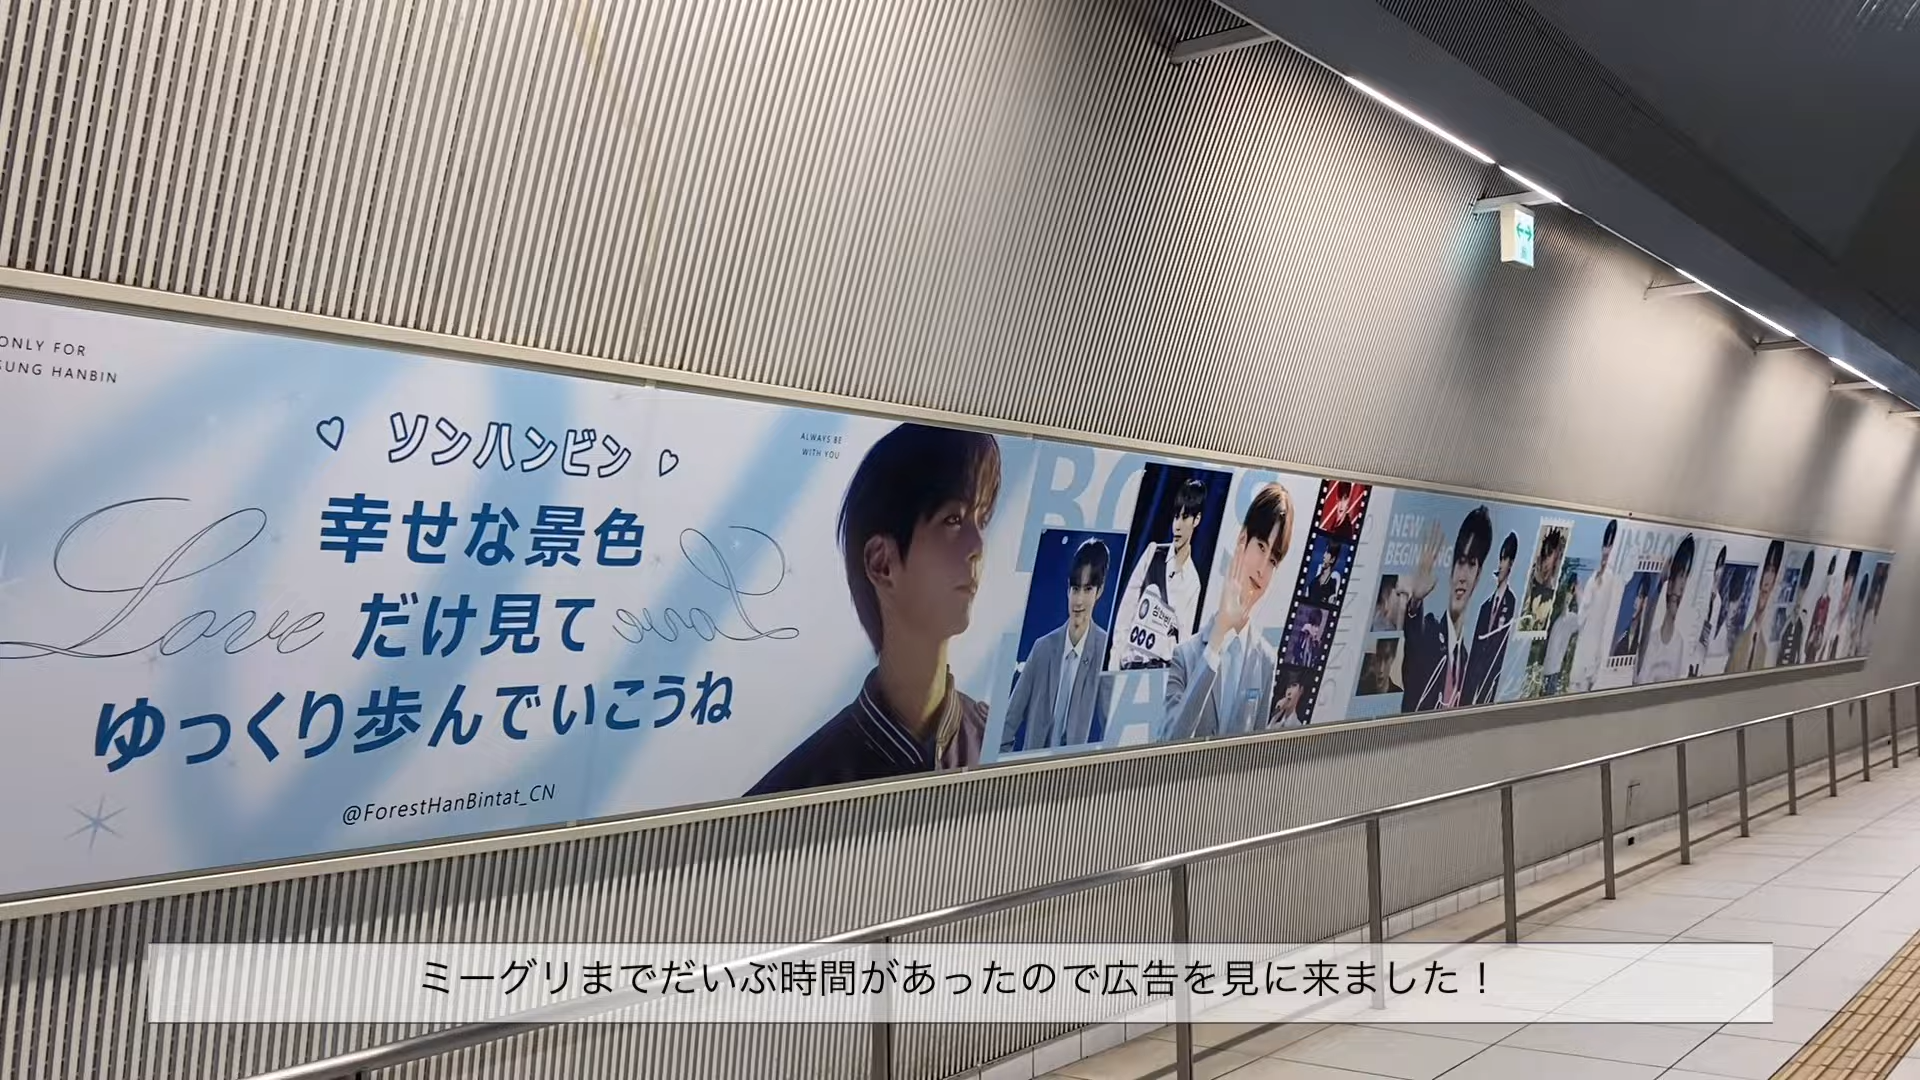 ONLY FOR
SUNG HANBIN
♡ ソンハンビン ♡
幸せな景色
Love だけ見て Love
ゆっくり歩んでいこうね
@ForestHanBintat_CN
ALWAYS BE
WITH YOU
NEW
BEGINNING
ミーグリまでだいぶ時間があったので広告を見に来ました！